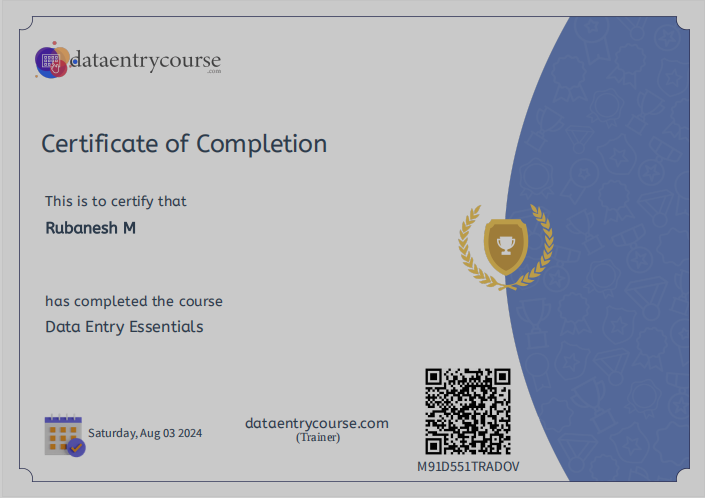 dataentrycourse
.com
Certificate of Completion
This is to certify that
Rubanesh M
has completed the course
Data Entry Essentials
Saturday, Aug 03 2024
dataentrycourse.com
(Trainer)
M91D551TRADOV